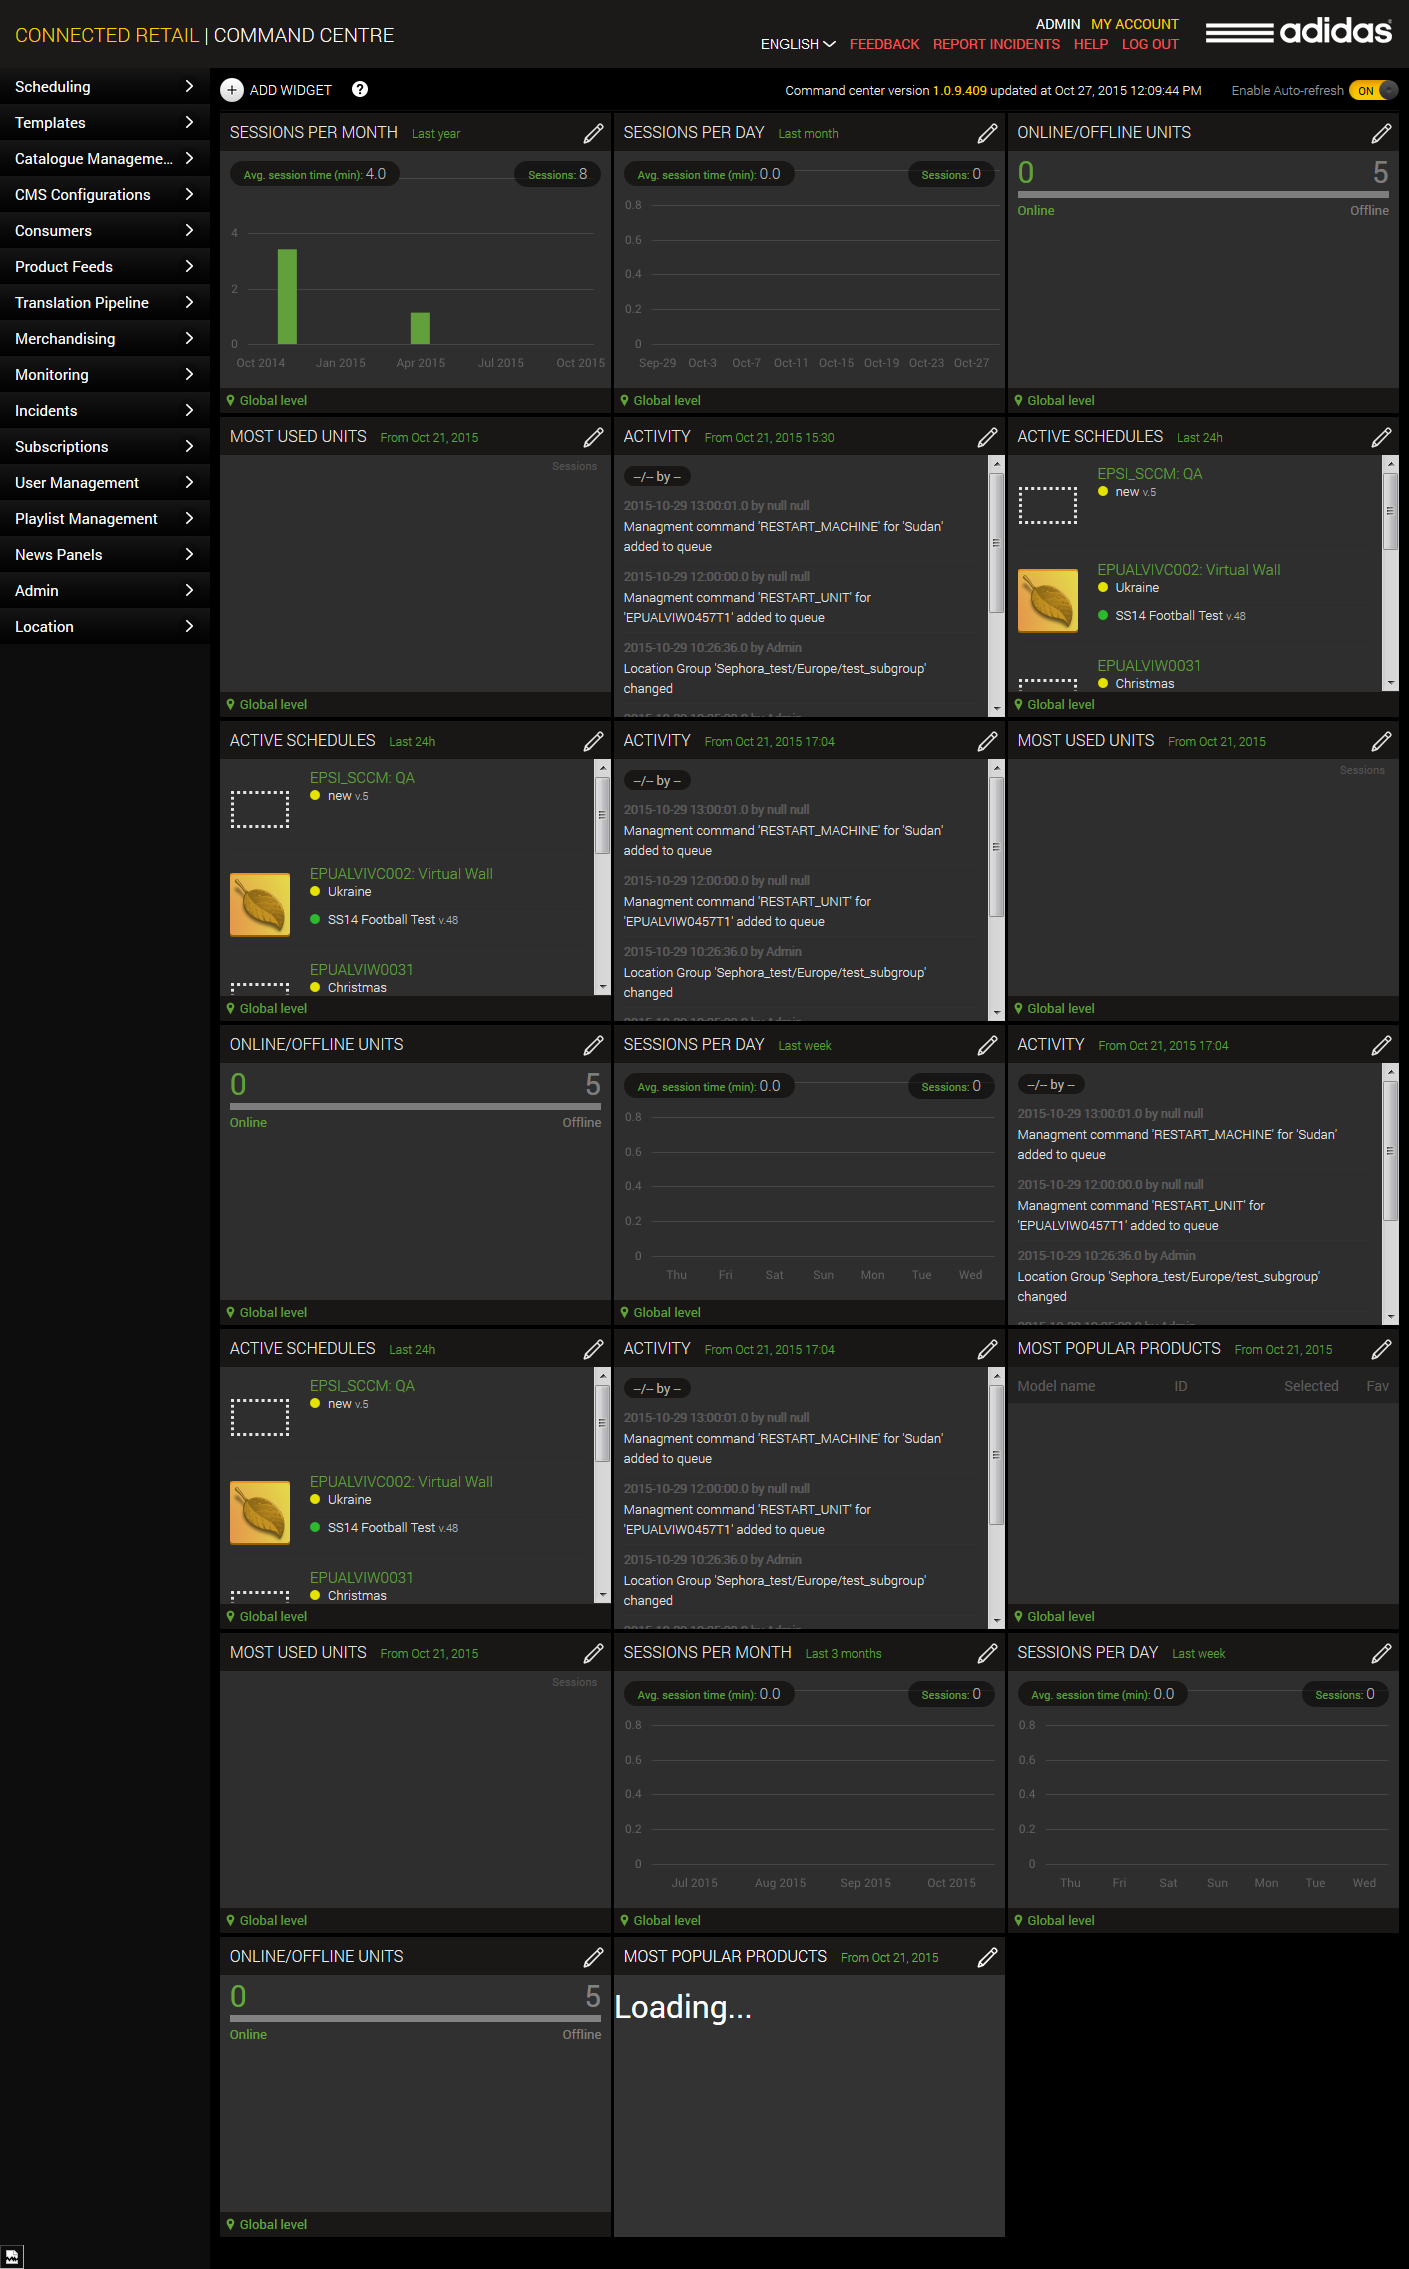 CONNECTED RETAIL | COMMAND CENTRE
ADMIN MY ACCOUNT
ENGLISH FEEDBACK REPORT INCIDENTS HELP LOG OUT
adidas
Scheduling
Templates
Catalogue Manageme...
CMS Configurations
Consumers
Product Feeds
Translation Pipeline
Merchandising
Monitoring
Incidents
Subscriptions
User Management
Playlist Management
News Panels
Admin
Location
+ ADD WIDGET ?
Command center version 1.0.9.409 updated at Oct 27, 2015 12:09:44 PM
Enable Auto-refresh ON
SESSIONS PER MONTH Last year
Avg. session time (min): 4.0 Sessions: 8
4
2
0
Oct 2014 Jan 2015 Apr 2015 Jul 2015 Oct 2015
Global level
SESSIONS PER DAY Last month
Avg. session time (min): 0.0 Sessions: 0
0.8
0.6
0.4
0.2
0
Sep-29 Oct-3 Oct-7 Oct-11 Oct-15 Oct-19 Oct-23 Oct-27
Global level
ONLINE/OFFLINE UNITS
0 5
Online Offline
Global level
MOST USED UNITS From Oct 21, 2015
Sessions
Global level
ACTIVITY From Oct 21, 2015 15:30
--/-- by --
2015-10-29 13:00:01.0 by null null
Managment command 'RESTART_MACHINE' for 'Sudan'
added to queue
2015-10-29 12:00:00.0 by null null
Managment command 'RESTART_UNIT' for
'EPUALVIW0457T1' added to queue
2015-10-29 10:26:36.0 by Admin
Location Group 'Sephora_test/Europe/test_subgroup'
changed
ACTIVE SCHEDULES Last 24h
EPSI_SCCM: QA
new v.5
EPUALVIVC002: Virtual Wall
Ukraine
SS14 Football Test v.48
EPUALVIW0031
Christmas
Global level
ACTIVE SCHEDULES Last 24h
EPSI_SCCM: QA
new v.5
EPUALVIVC002: Virtual Wall
Ukraine
SS14 Football Test v.48
EPUALVIW0031
Christmas
Global level
ACTIVITY From Oct 21, 2015 17:04
--/-- by --
2015-10-29 13:00:01.0 by null null
Managment command 'RESTART_MACHINE' for 'Sudan'
added to queue
2015-10-29 12:00:00.0 by null null
Managment command 'RESTART_UNIT' for
'EPUALVIW0457T1' added to queue
2015-10-29 10:26:36.0 by Admin
Location Group 'Sephora_test/Europe/test_subgroup'
changed
MOST USED UNITS From Oct 21, 2015
Sessions
Global level
ONLINE/OFFLINE UNITS
0 5
Online Offline
Global level
SESSIONS PER DAY Last week
Avg. session time (min): 0.0 Sessions: 0
0.8
0.6
0.4
0.2
0
Thu Fri Sat Sun Mon Tue Wed
Global level
ACTIVITY From Oct 21, 2015 17:04
--/-- by --
2015-10-29 13:00:01.0 by null null
Managment command 'RESTART_MACHINE' for 'Sudan'
added to queue
2015-10-29 12:00:00.0 by null null
Managment command 'RESTART_UNIT' for
'EPUALVIW0457T1' added to queue
2015-10-29 10:26:36.0 by Admin
Location Group 'Sephora_test/Europe/test_subgroup'
changed
ACTIVE SCHEDULES Last 24h
EPSI_SCCM: QA
new v.5
EPUALVIVC002: Virtual Wall
Ukraine
SS14 Football Test v.48
EPUALVIW0031
Christmas
Global level
ACTIVITY From Oct 21, 2015 17:04
--/-- by --
2015-10-29 13:00:01.0 by null null
Managment command 'RESTART_MACHINE' for 'Sudan'
added to queue
2015-10-29 12:00:00.0 by null null
Managment command 'RESTART_UNIT' for
'EPUALVIW0457T1' added to queue
2015-10-29 10:26:36.0 by Admin
Location Group 'Sephora_test/Europe/test_subgroup'
changed
MOST POPULAR PRODUCTS From Oct 21, 2015
Model name ID Selected Fav
Global level
MOST USED UNITS From Oct 21, 2015
Sessions
Global level
SESSIONS PER MONTH Last 3 months
Avg. session time (min): 0.0 Sessions: 0
0.8
0.6
0.4
0.2
0
Jul 2015 Aug 2015 Sep 2015 Oct 2015
Global level
SESSIONS PER DAY Last week
Avg. session time (min): 0.0 Sessions: 0
0.8
0.6
0.4
0.2
0
Thu Fri Sat Sun Mon Tue Wed
Global level
ONLINE/OFFLINE UNITS
0 5
Online Offline
Global level
MOST POPULAR PRODUCTS From Oct 21, 2015
Loading...